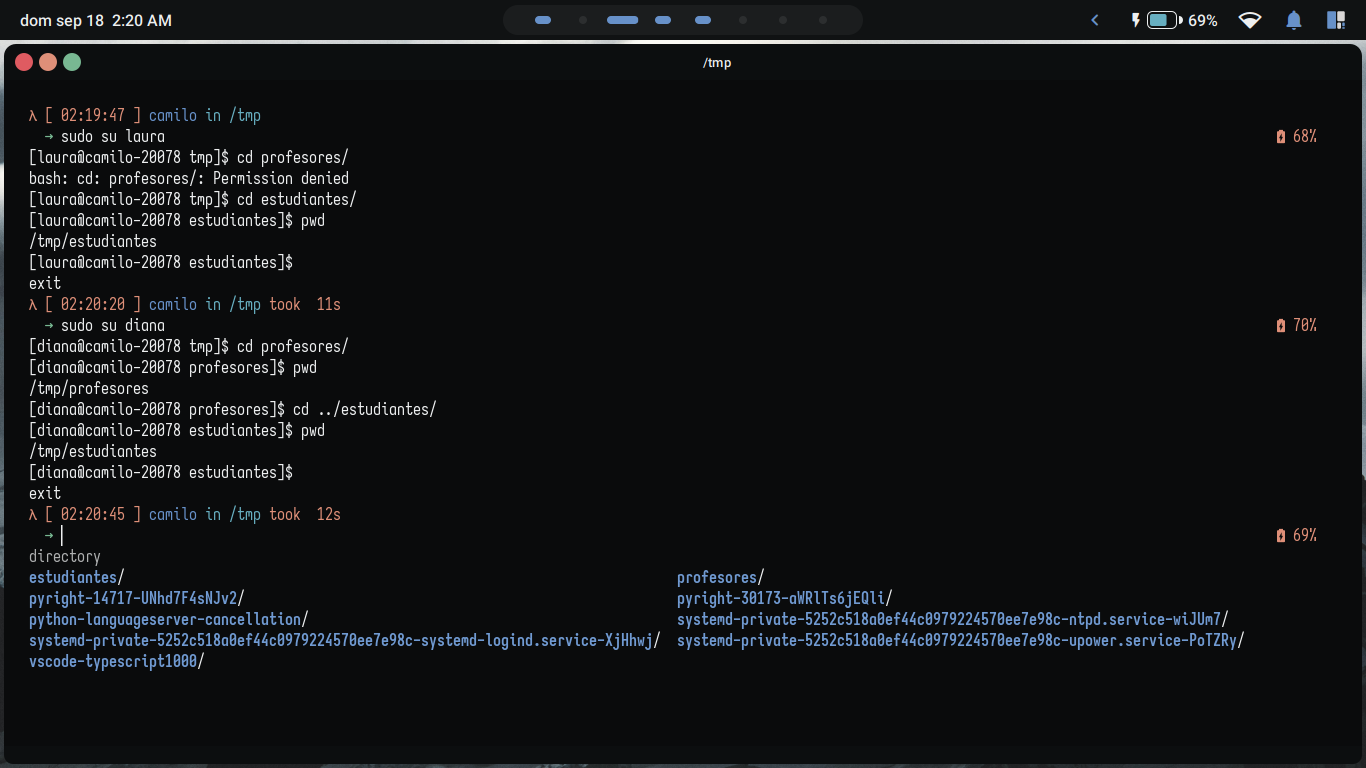 dom sep 18 2:20 AM
69%
/tmp
λ [ 02:19:47 ] camilo in /tmp
→ sudo su laura 68%
[laura@camilo-20078 tmp]$ cd profesores/
bash: cd: profesores/: Permission denied
[laura@camilo-20078 tmp]$ cd estudiantes/
[laura@camilo-20078 estudiantes]$ pwd
/tmp/estudiantes
[laura@camilo-20078 estudiantes]$
exit
λ [ 02:20:20 ] camilo in /tmp took 11s
→ sudo su diana 70%
[diana@camilo-20078 tmp]$ cd profesores/
[diana@camilo-20078 profesores]$ pwd
/tmp/profesores
[diana@camilo-20078 profesores]$ cd ../estudiantes/
[diana@camilo-20078 estudiantes]$ pwd
/tmp/estudiantes
[diana@camilo-20078 estudiantes]$
exit
λ [ 02:20:45 ] camilo in /tmp took 12s
→ 69%
directory
estudiantes/ profesores/
pyright-14717-UNhd7F4sNJv2/ pyright-30173-aWRlTs6jEQli/
python-languageserver-cancellation/ systemd-private-5252c518a0ef44c0979224570ee7e98c-ntpd.service-wiJUm7/
systemd-private-5252c518a0ef44c0979224570ee7e98c-systemd-logind.service-XjHhwj/ systemd-private-5252c518a0ef44c0979224570ee7e98c-upower.service-PoTZRy/
vscode-typescript1000/